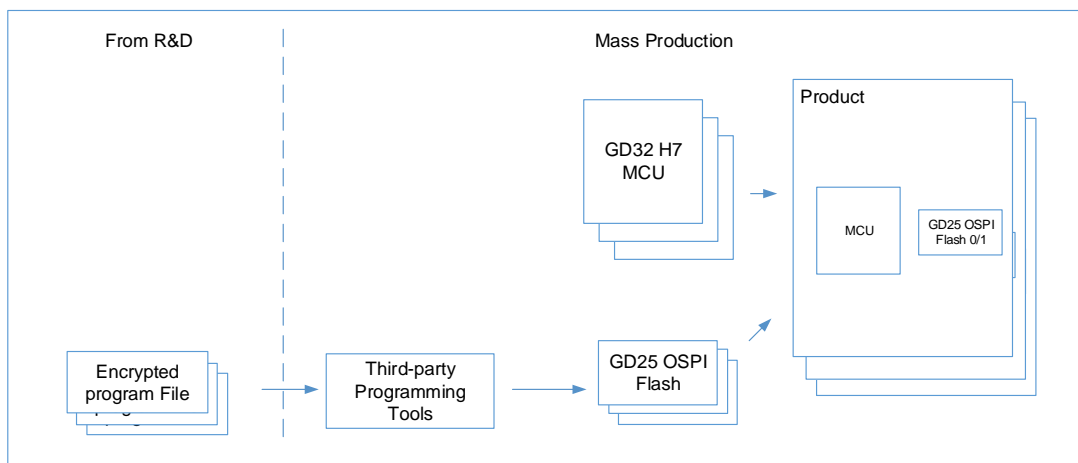 From R&D
Mass Production
Product
GD32 H7
MCU
MCU
GD25 OSPI
Flash 0/1
Encrypted
program File
Third-party
Programming
Tools
GD25 OSPI
Flash